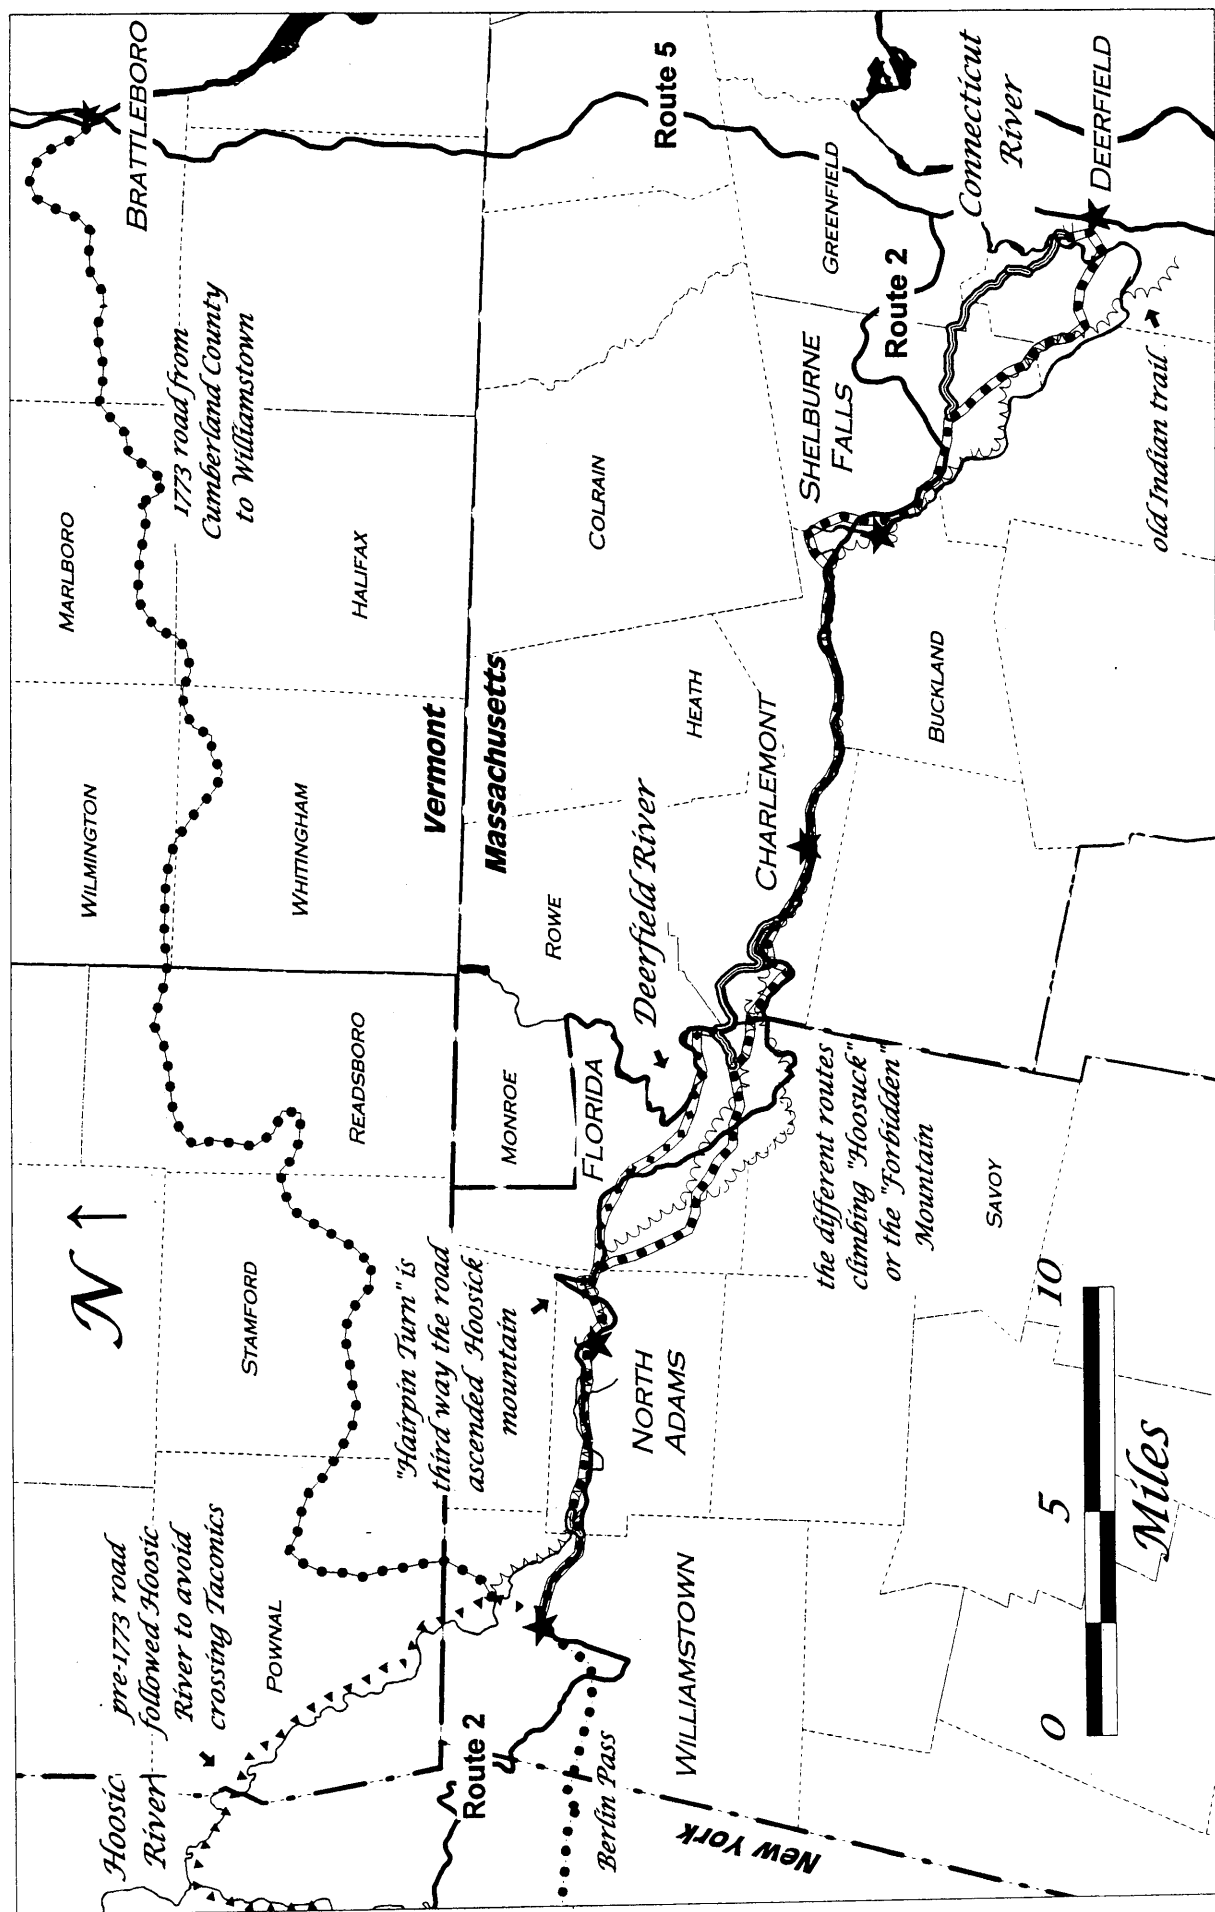 Hoosic
River
pre-1773 road
followed Hoosic
River to avoid
crossing Taconics
POWNAL
N
STAMFORD
READSBORO
WILMINGTON
WHITINGHAM
MARLBORO
HALIFAX
1773 road from
Cumberland County
to Williamstown
BRATTLEBORO
Vermont
Massachusetts
Route 2
Berlin Pass
New York
WILLIAMSTOWN
"Hairpin Turn" is
third way the road
ascended Hoosick
mountain
NORTH
ADAMS
MONROE
FLORIDA
ROWE
Deerfield River
HEATH
CHARLEMONT
COLRAIN
SHELBURNE
FALLS
Route 5
GREENFIELD
Route 2
Connecticut
River
DEERFIELD
BUCKLAND
old Indian trail
the different routes
climbing "Hoosuck"
or the "Forbidden"
Mountain
SAVOY
0
5
10
Miles